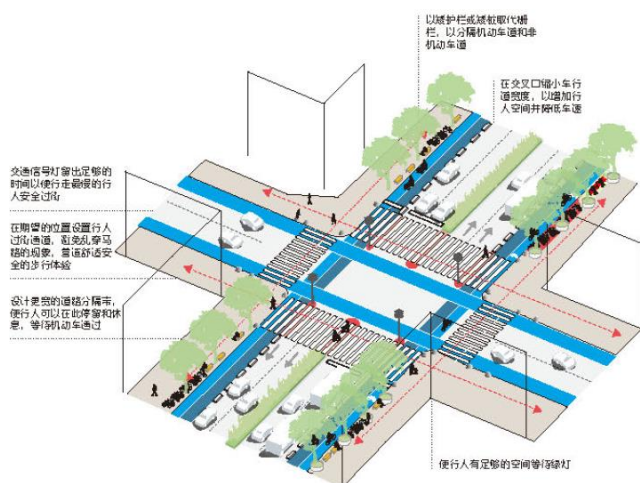 以矮护栏或矮植取代栅
栏，以分隔机动车道和非
机动车道
在交叉口缩小车行
道宽度，以增加行
人空间并降低车速
交通信号灯留出足够的
时间以便行走最慢的行
人安全过街
在期望的位置设置行人
过街通道，避免乱穿马
路的现象，营造舒适安
全的步行体验
设计更宽的道路分隔带，
使行人可以在此停留和休
息，等待机动车通过
使行人有足够的空间等待绿灯